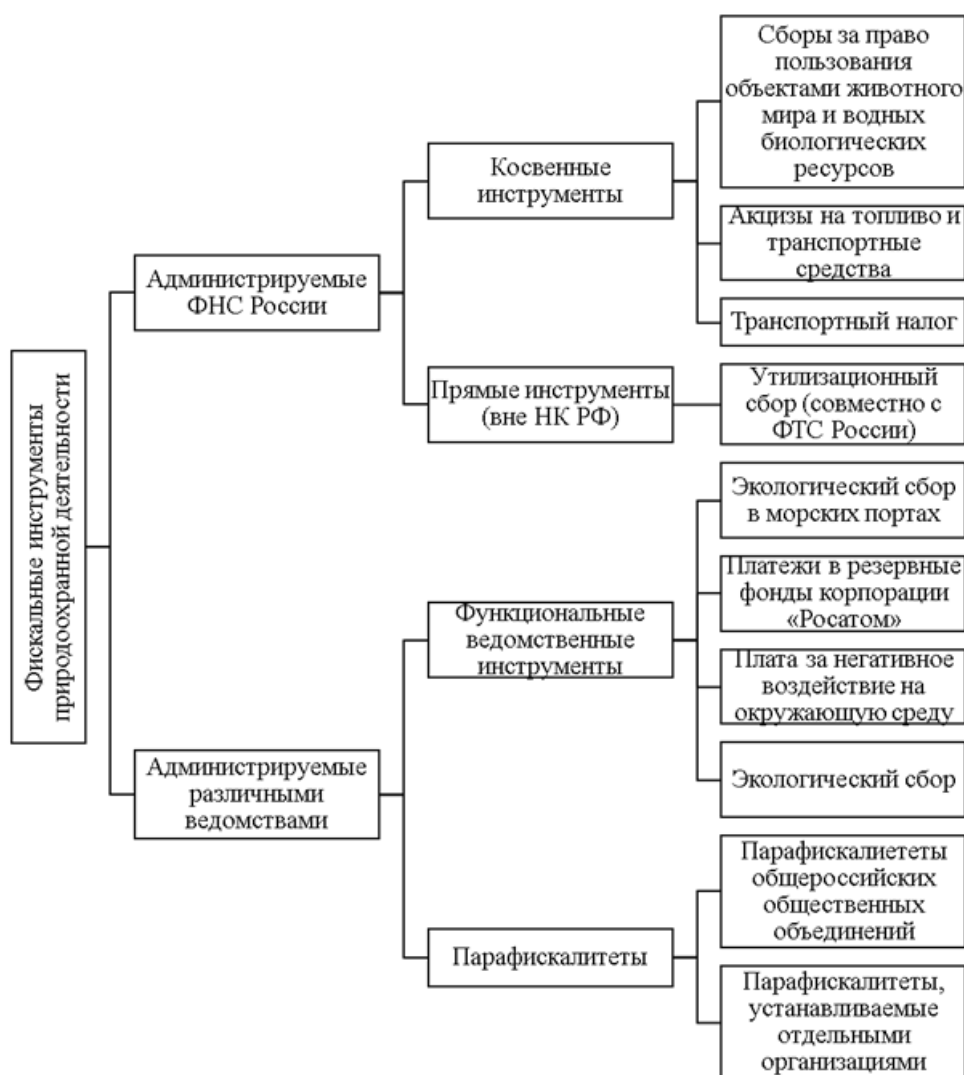 Фискальные инструменты
природоохранной деятельности
Администрируемые
ФНС России
Косвенные
инструменты
Сборы за право
пользования
объектами животного
мира и водных
биологических
ресурсов
Акцизы на топливо и
транспортные
средства
Транспортный налог
Прямые инструменты
(вне НК РФ)
Утилизационный
сбор (совместно с
ФТС России)
Администрируемые
различными
ведомствами
Функциональные
ведомственные
инструменты
Экологический сбор
в морских портах
Платежи в резервные
фонды корпорации
«Росатом»
Плата за негативное
воздействие на
окружающую среду
Экологический сбор
Парафискалитеты
Парафискалиететы
общероссийских
общественных
объединений
Парафискалитеты,
устанавливаемые
отдельными
организациями